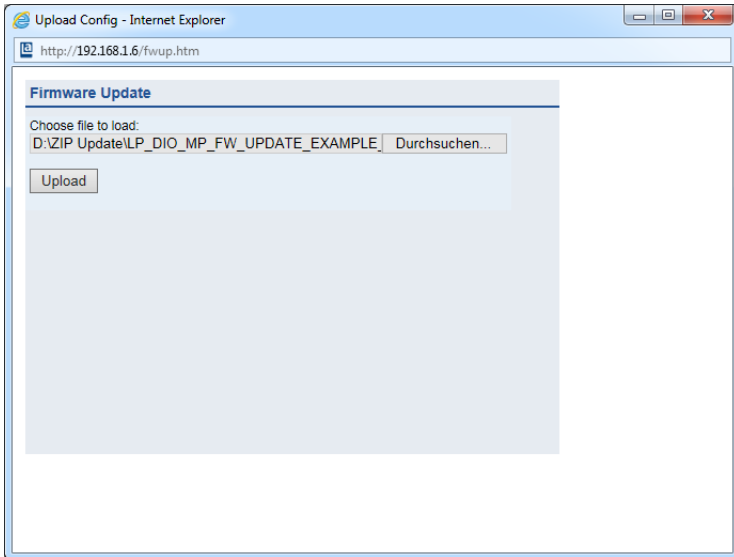 Upload Config - Internet Explorer
http://192.168.1.6/fwup.htm
Firmware Update
Choose file to load:
D:\ZIP Update\LP_DIO_MP_FW_UPDATE_EXAMPLE_ Durchsuchen...
Upload